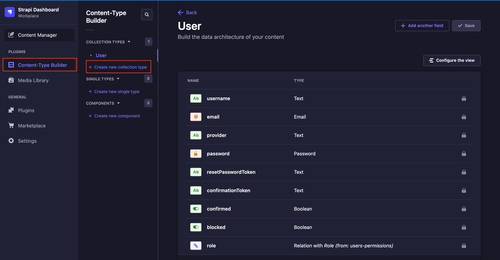 Strapi Dashboard
Workplace
Content Manager
PLUGINS
Content-Type Builder
Media Library
GENERAL
Plugins
Marketplace
Settings
Content-Type
Builder
COLLECTION TYPES
1
User
+ Create new collection type
SINGLE TYPES
0
+ Create new single type
COMPONENTS
0
+ Create new component
Back
User
Build the data architecture of your content
+ Add another field
Save
Configure the view
NAME TYPE
Ab username Text
email Email
Ab provider Text
password Password
Ab resetPasswordToken Text
Ab confirmationToken Text
confirmed Boolean
blocked Boolean
role Relation with Role (from: users-permissions)